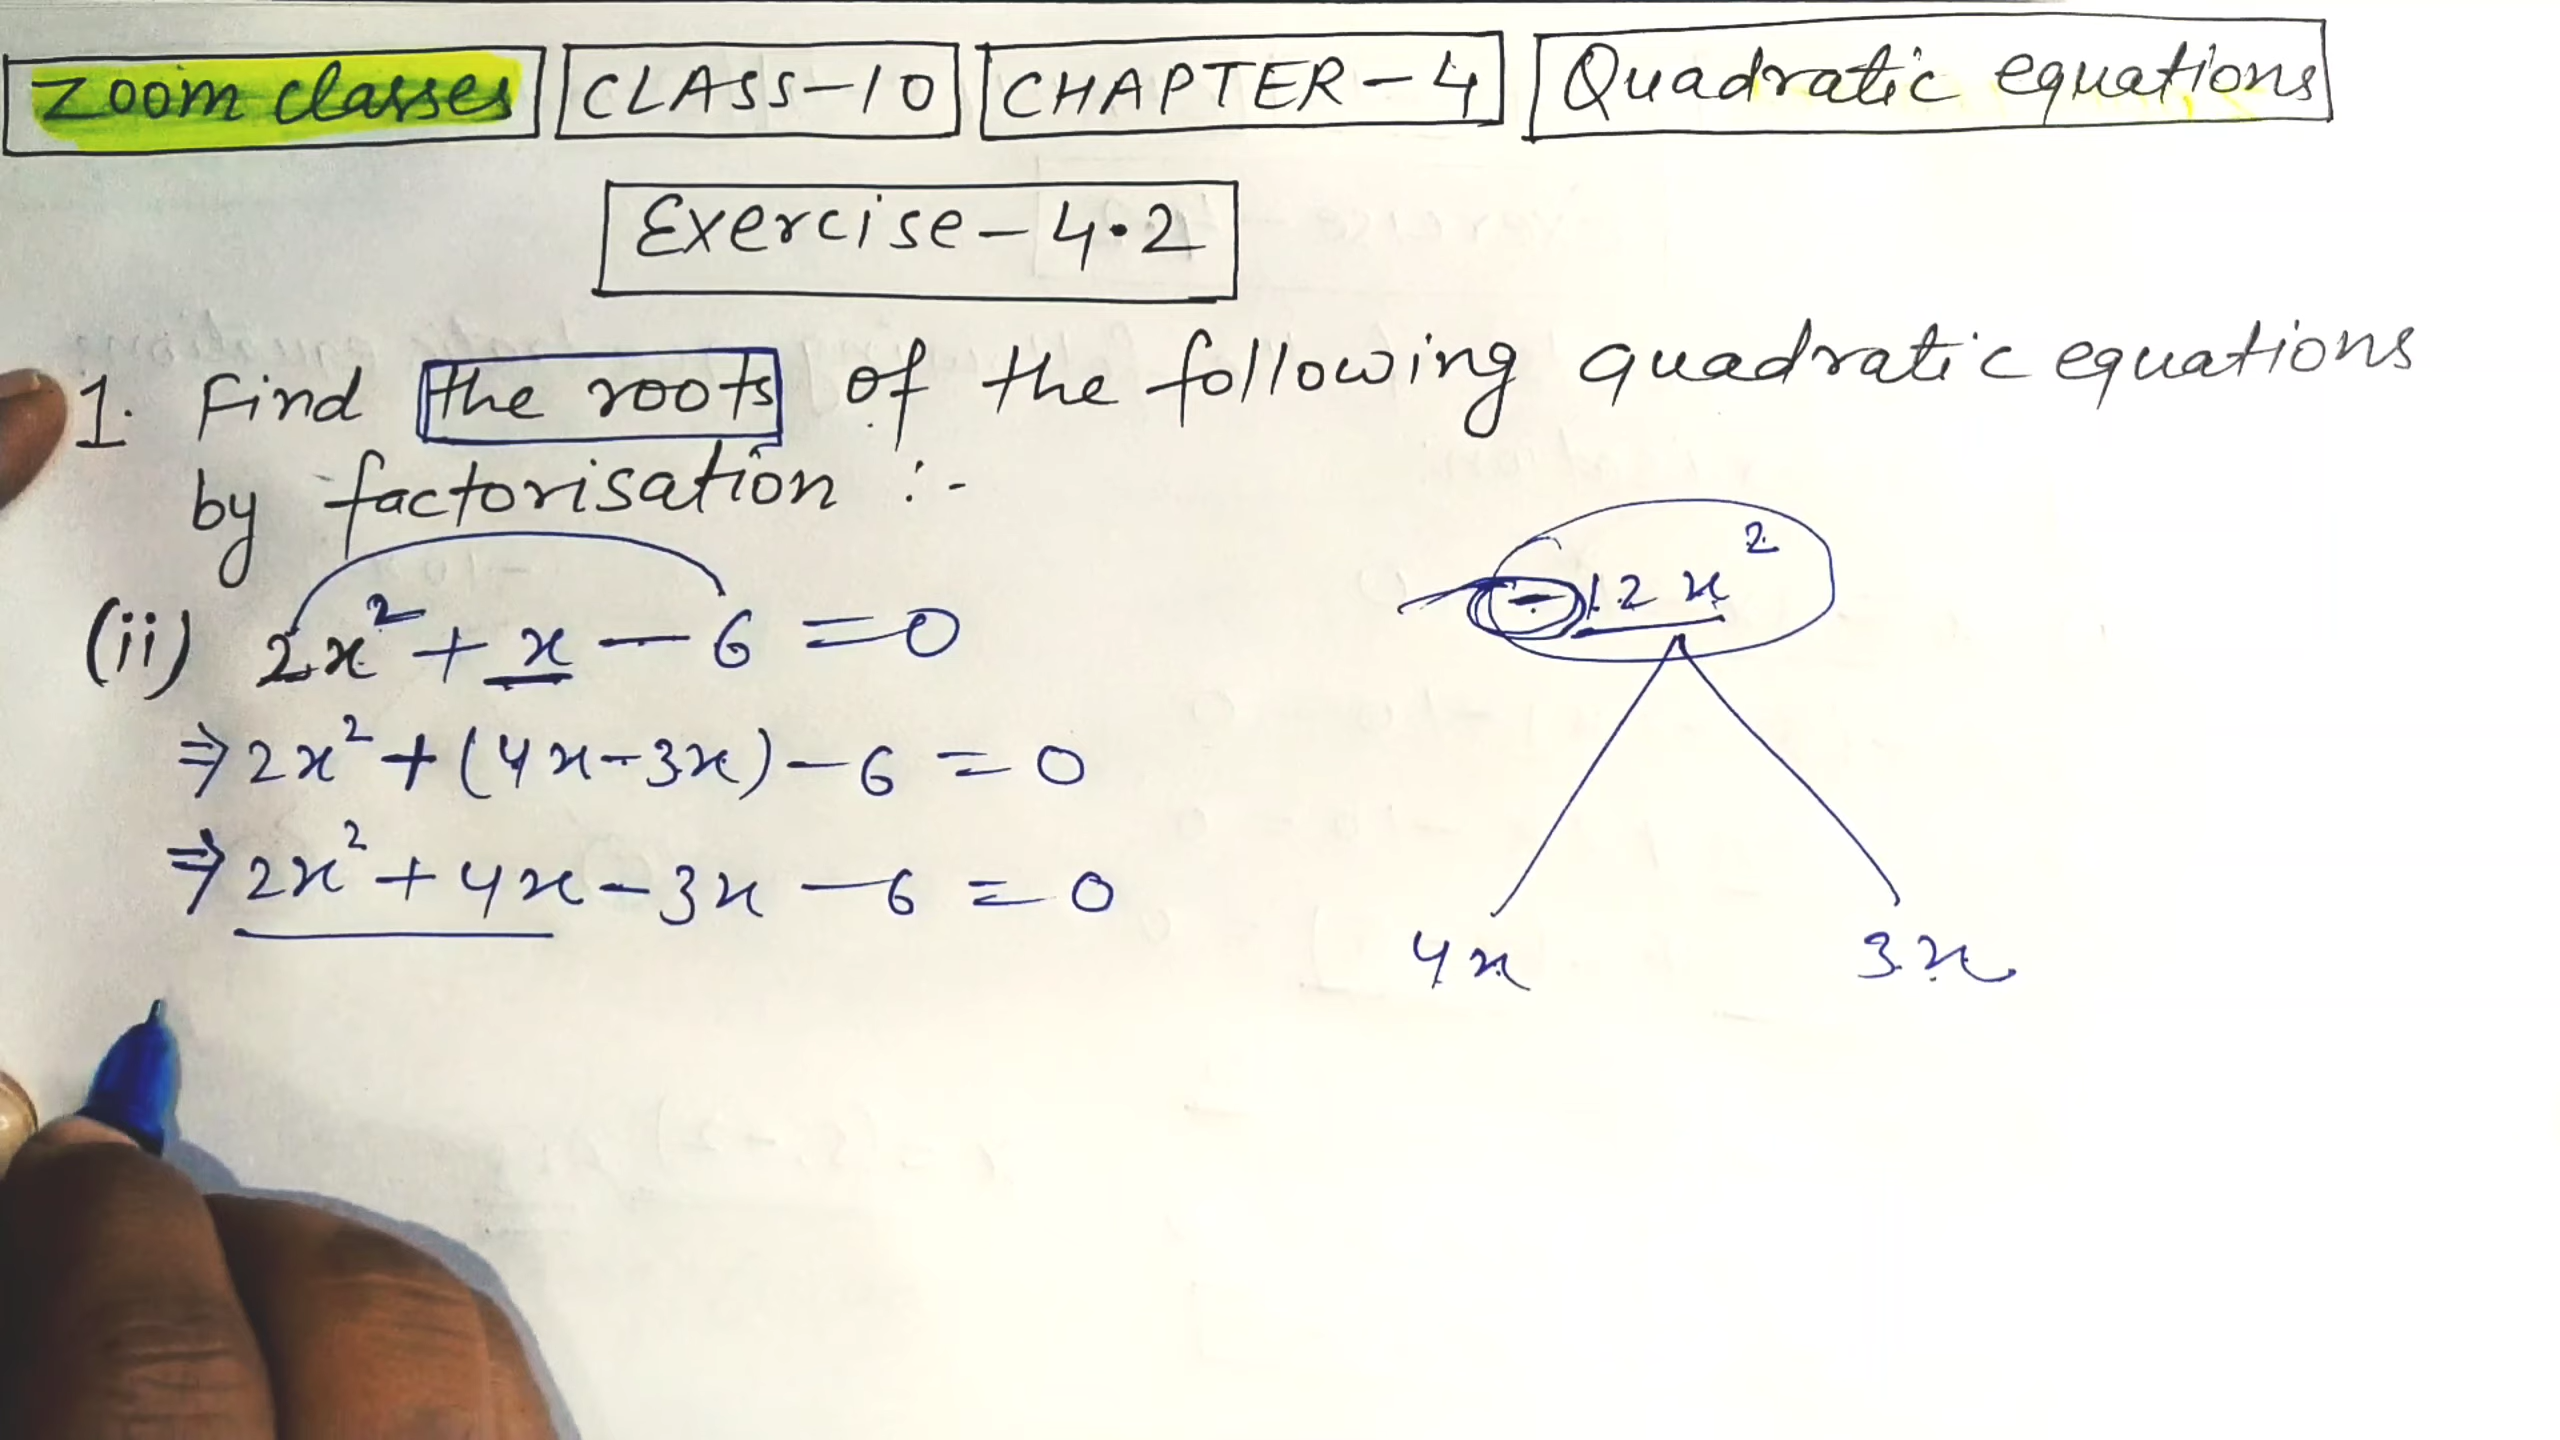 Zoom classes CLASS-10 CHAPTER-4 Quadratic equations
Exercise-4.2
1. Find the roots of the following quadratic equations
by factorisation :-
(ii) 2x² + x - 6 = 0
⇒ 2x² + (4x-3x) - 6 = 0
⇒ 2x² + 4x - 3x - 6 = 0
-12x²
4x 3x